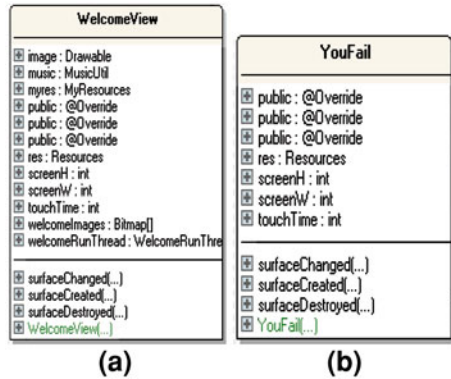 WelcomeView
image : Drawable
music : MusicUtil
myres : MyResources
public : @Override
public : @Override
public : @Override
res : Resources
screenH : int
screenW : int
touchTime : int
welcomeImages : Bitmap[]
welcomeRunThread : WelcomeRunThre
surfaceChanged(...)
surfaceCreated(...)
surfaceDestroyed(...)
WelcomeView(...)
(a)
YouFail
public : @Override
public : @Override
public : @Override
res : Resources
screenH : int
screenW : int
touchTime : int
surfaceChanged(...)
surfaceCreated(...)
surfaceDestroyed(...)
YouFail(...)
(b)